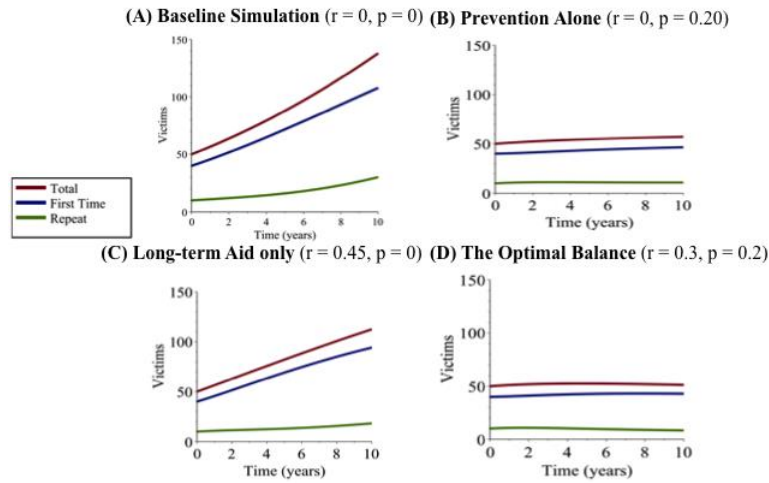 (A) Baseline Simulation (r = 0, p = 0) (B) Prevention Alone (r = 0, p = 0.20)
150
100
50
0
Victims
0 2 4 6 8 10
Time (years)
150
100
50
0
Victims
0 2 4 6 8 10
Time (years)
Total
First Time
Repeat
(C) Long-term Aid only (r = 0.45, p = 0) (D) The Optimal Balance (r = 0.3, p = 0.2)
150
100
50
0
Victims
0 2 4 6 8 10
Time (years)
150
100
50
0
Victims
0 2 4 6 8 10
Time (years)